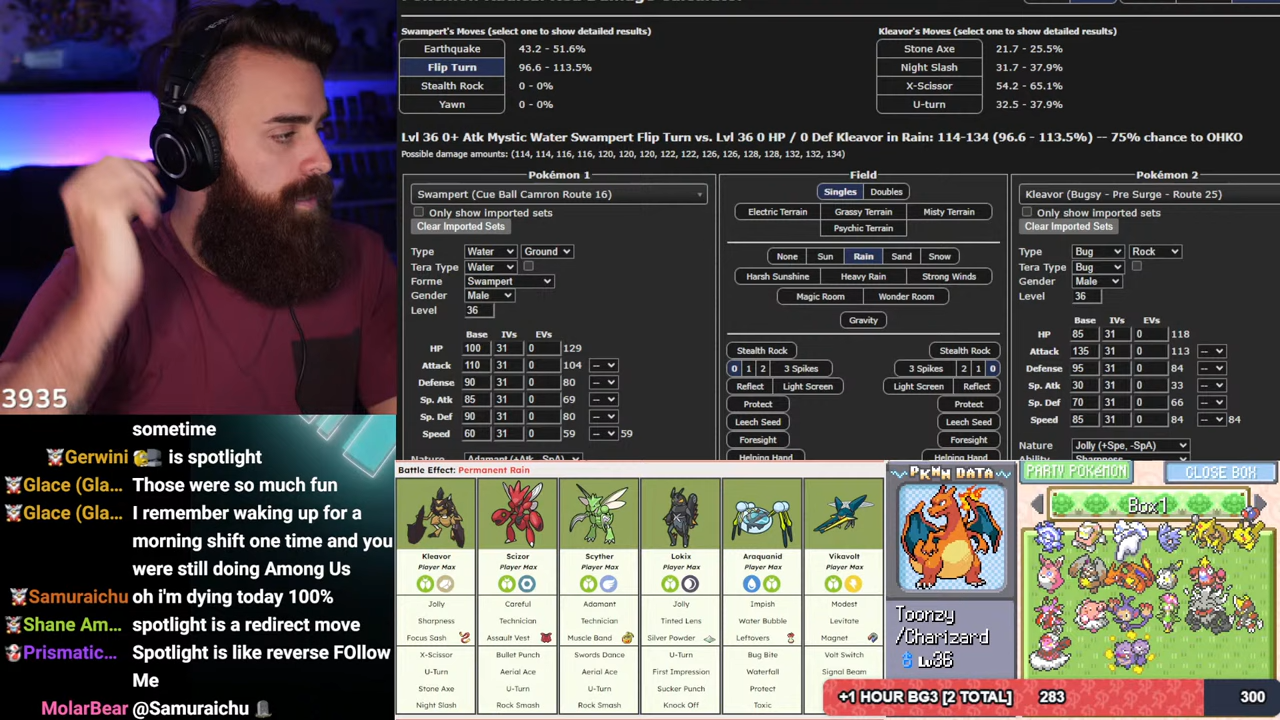 Swampert's Moves (select one to show detailed results)
Earthquake 43.2 - 51.6%
Flip Turn 96.6 - 113.5%
Stealth Rock 0 - 0%
Yawn 0 - 0%
Kleavor's Moves (select one to show detailed results)
Stone Axe 21.7 - 25.5%
Night Slash 31.7 - 37.9%
X-Scissor 54.2 - 65.1%
U-turn 32.5 - 37.9%
Lvl 36 0+ Atk Mystic Water Swampert Flip Turn vs. Lvl 36 0 HP / 0 Def Kleavor in Rain: 114-134 (96.6 - 113.5%) -- 75% chance to OHKO
Possible damage amounts: (114, 114, 116, 116, 120, 120, 120, 122, 122, 126, 126, 128, 128, 132, 132, 134)
Pokémon 1
Swampert (Cue Ball Camron Route 16)
Only show imported sets
Clear Imported Sets
Type Water Ground
Tera Type Water
Forme Swampert
Gender Male
Level 36
Base IVs EVs
HP 100 31 0 129
Attack 110 31 0 104 --
Defense 90 31 0 80 --
Sp. Atk 85 31 0 69 --
Sp. Def 90 31 0 80 --
Speed 60 31 0 59 -- 59
Nature Adamant (+Atk, -SpA)
Field
Singles Doubles
Electric Terrain Grassy Terrain Misty Terrain
Psychic Terrain
None Sun Rain Sand Snow
Harsh Sunshine Heavy Rain Strong Winds
Magic Room Wonder Room
Gravity
Stealth Rock Stealth Rock
0 1 2 3 Spikes 3 Spikes 2 1 0
Reflect Light Screen Light Screen Reflect
Protect Protect
Leech Seed Leech Seed
Foresight Foresight
Helping Hand Helping Hand
Pokémon 2
Kleavor (Bugsy - Pre Surge - Route 25)
Only show imported sets
Clear Imported Sets
Type Bug Rock
Tera Type Bug
Gender Male
Level 36
Base IVs EVs
HP 85 31 0 118
Attack 135 31 0 113 --
Defense 95 31 0 84 --
Sp. Atk 30 31 0 33 --
Sp. Def 70 31 0 66 --
Speed 85 31 0 84 -- 84
Nature Jolly (+Spe, -SpA)
Ability Sharpness
3935
sometime
Gerwini is spotlight
Glace (Gla... Those were so much fun
Glace (Gla... I remember waking up for a
morning shift one time and you
were still doing Among Us
Samuraichu oh i'm dying today 100%
Shane Am... spotlight is a redirect move
Prismatic... Spotlight is like reverse FOllow
Me
MolarBear @Samuraichu
Battle Effect: Permanent Rain
Kleavor Scizor Scyther Lokix Araquanid Vikavolt
Player Max Player Max Player Max Player Max Player Max Player Max
Jolly Careful Adamant Jolly Impish Modest
Sharpness Technician Technician Tinted Lens Water Bubble Levitate
Focus Sash Assault Vest Muscle Band Silver Powder Leftovers Magnet
X-Scissor Bullet Punch Swords Dance U-Turn Bug Bite Volt Switch
U-Turn Aerial Ace Aerial Ace First Impression Waterfall Signal Beam
Stone Axe U-Turn U-Turn Sucker Punch Protect
Night Slash Rock Smash Rock Smash Knock Off Toxic
PKMN DATA
Toonzy
/Charizard
♂ Lv36
PARTY POKéMON
CLOSE BOX
Box1
+1 HOUR BG3 [2 TOTAL] 283 300